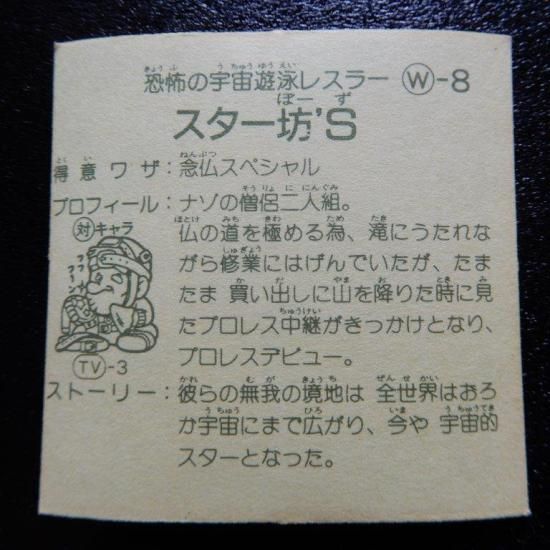 恐怖の宇宙遊泳レスラー Ⓦ-8
スター坊'S
得意ワザ:念仏スペシャル
プロフィール:ナゾの僧侶二人組。
仏の道を極める為、滝にうたれな
がら修業にはげんでいたが、たま
たま買い出しに山を降りた時に見
たプロレス中継がきっかけとなり、
プロレスデビュー。
対キャラ
TV-3
ストーリー:彼らの無我の境地は全世界はおろ
か宇宙にまで広がり、今や宇宙的
スターとなった。